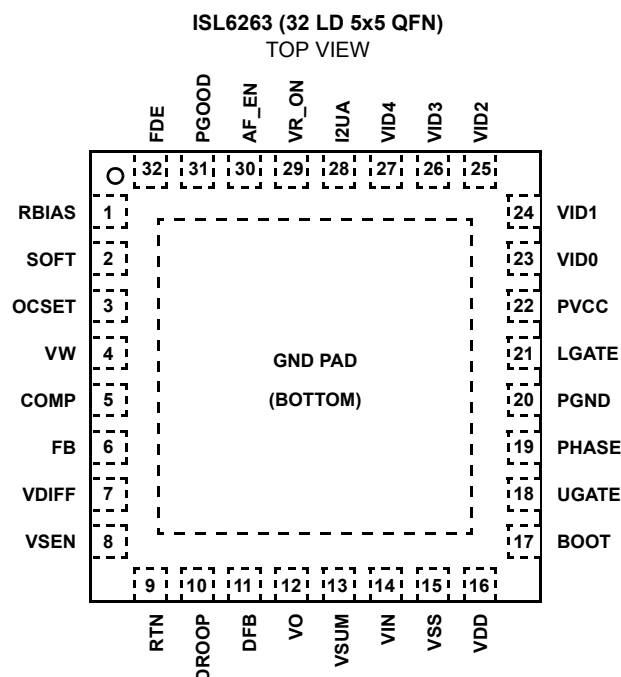 ISL6263 (32 LD 5x5 QFN)
TOP VIEW
FDE
PGOOD
AF_EN
VR_ON
I2UA
VID4
VID3
VID2
32 31 30 29 28 27 26 25
RBIAS 1
SOFT 2
OCSET 3
VW 4
COMP 5
FB 6
VDIFF 7
VSEN 8
GND PAD
(BOTTOM)
24 VID1
23 VID0
22 PVCC
21 LGATE
20 PGND
19 PHASE
18 UGATE
17 BOOT
9 10 11 12 13 14 15 16
RTN
DROOP
DFB
VO
VSUM
VIN
VSS
VDD